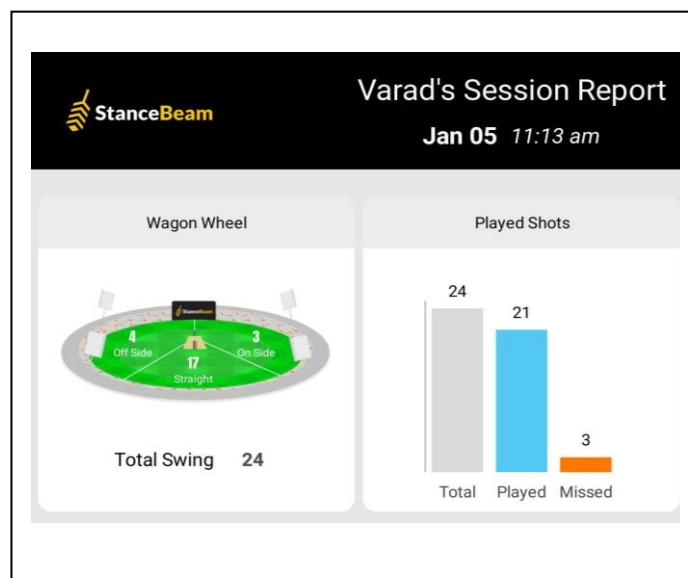 StanceBeam
Varad's Session Report
Jan 05 11:13 am
Wagon Wheel
StanceBeam
4
Off Side
3
On Side
17
Straight
Total Swing 24
Played Shots
24
21
3
Total Played Missed